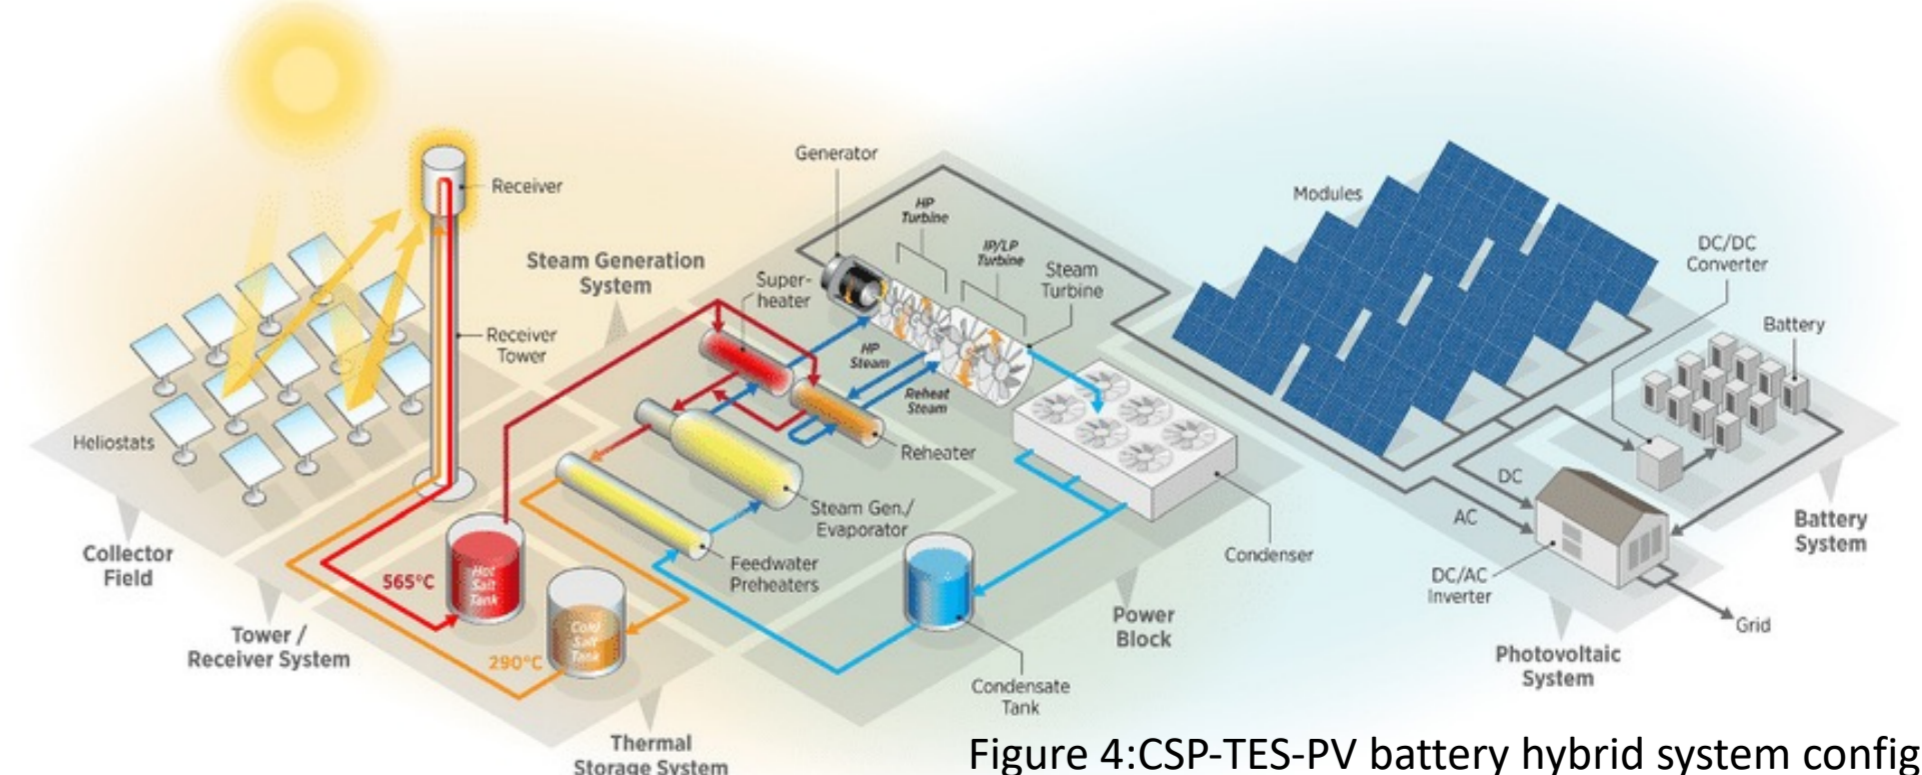 Generator
Receiver
HP
Turbine
Modules
IP/LP
Turbine
DC/DC
Converter
Steam Generation
System
Super-
heater
Steam
Turbine
Receiver
Tower
Battery
HP
Steam
Reheat
Steam
Heliostats
Reheater
DC
AC
Steam Gen./
Evaporator
Collector
Field
565°C
Hot
Salt
Tank
Feedwater
Preheaters
Condenser
DC/AC
Inverter
Battery
System
Tower /
Receiver System
290°C
Cold
Salt
Tank
Power
Block
Grid
Photovoltaic
System
Condensate
Tank
Thermal
Storage System
Figure 4:CSP-TES-PV battery hybrid system config